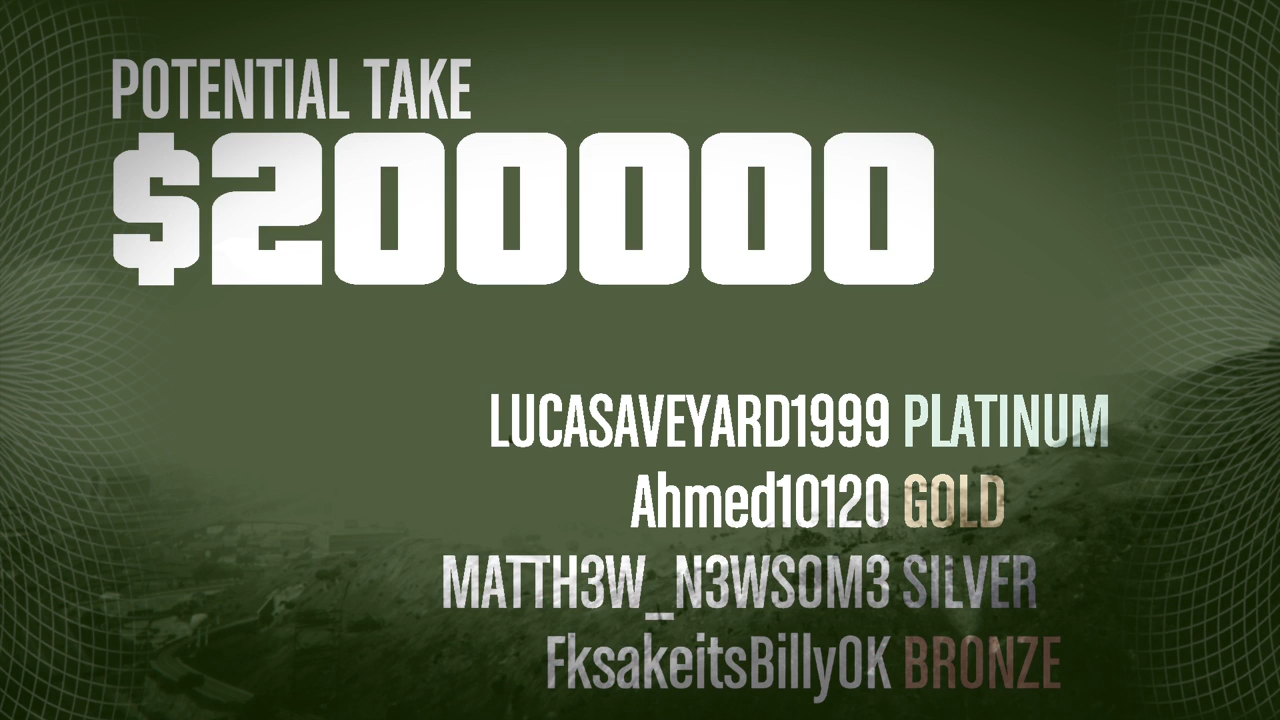 POTENTIAL TAKE
$200000
LUCASAVEYARD1999 PLATINUM
Ahmed10120 GOLD
MATTH3W_N3WSOM3 SILVER
FksakeitsBillyOK BRONZE